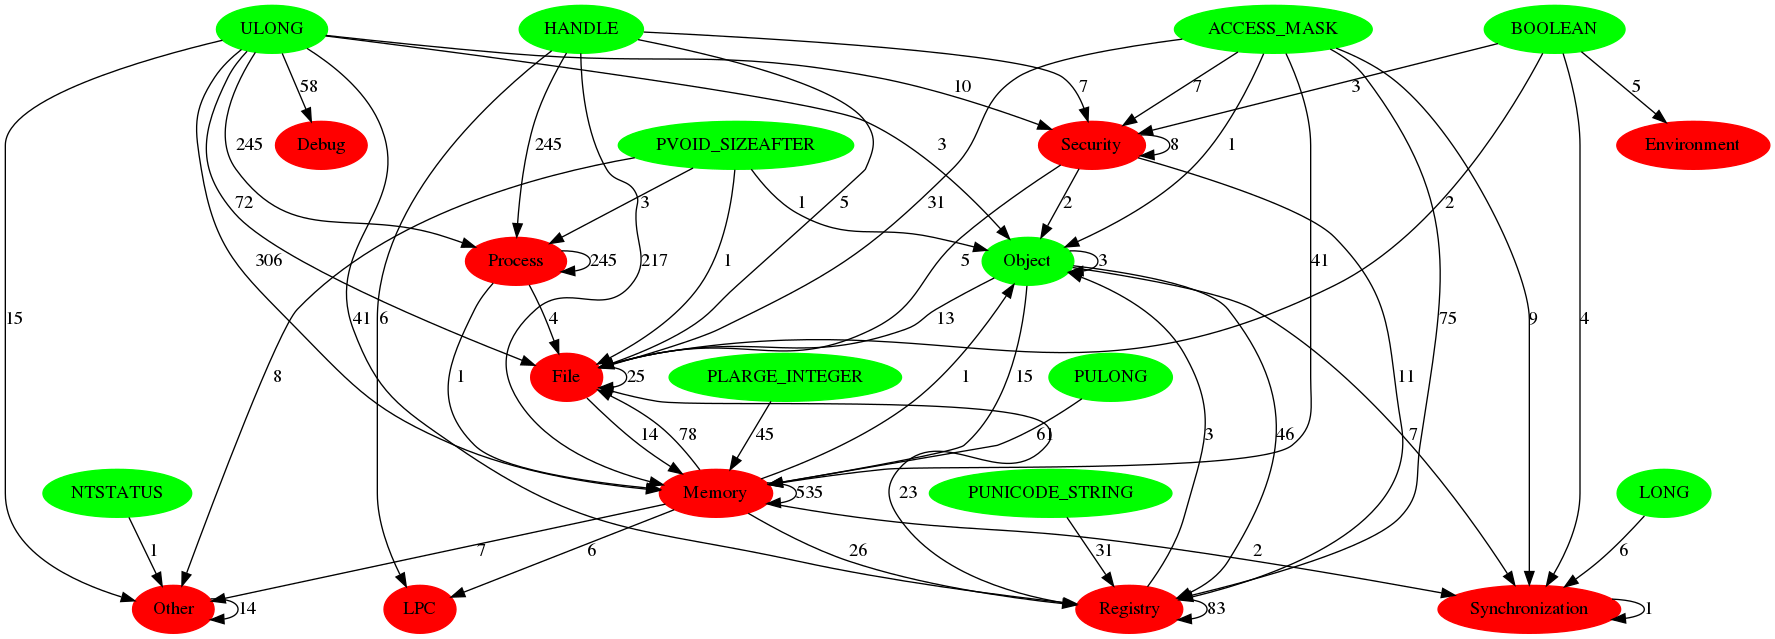 ULONG
HANDLE
ACCESS_MASK
BOOLEAN
58
10
7
7
3
5
Debug
PVOID_SIZEAFTER
Security
Environment
245
245
3
8
1
72
3
1
5
31
2
2
Process
Object
306
217
245
1
5
3
41
15
41
6
4
13
75
9
4
File
PLARGE_INTEGER
PULONG
8
1
25
1
15
11
14
78
45
61
46
7
NTSTATUS
Memory
PUNICODE_STRING
LONG
535
23
3
1
7
6
26
31
2
6
Other
LPC
Registry
Synchronization
14
83
1